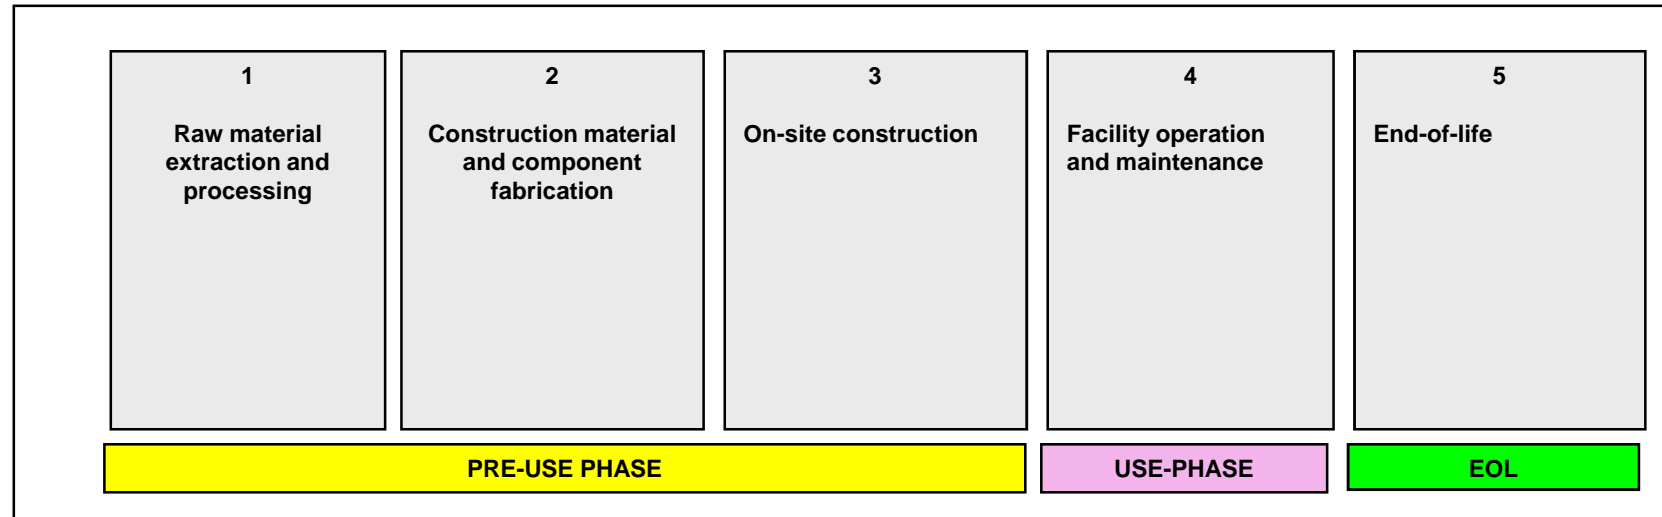 1
Raw material
extraction and
processing
2
Construction material
and component
fabrication
3
On-site construction
4
Facility operation
and maintenance
5
End-of-life
PRE-USE PHASE
USE-PHASE
EOL